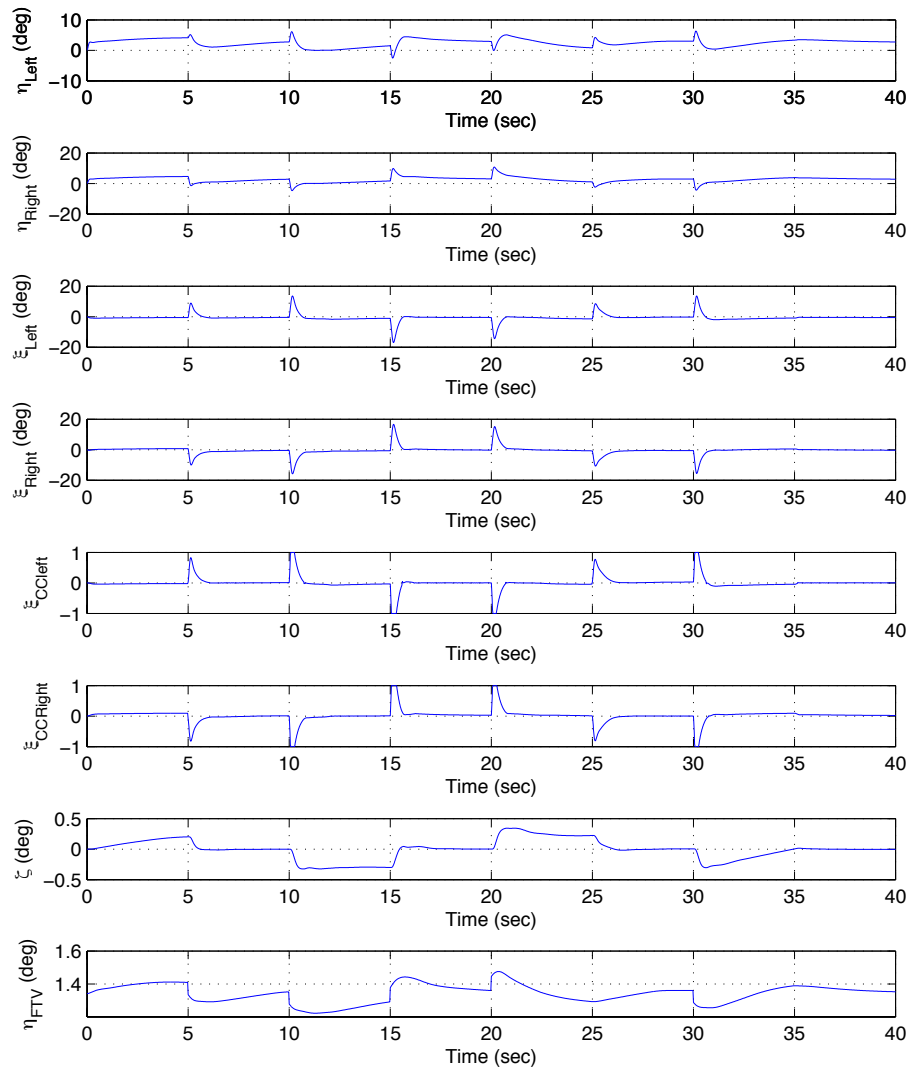 10
0
−10
η_Left (deg)
0 5 10 15 20 25 30 35 40
Time (sec)
20
0
−20
η_Right (deg)
0 5 10 15 20 25 30 35 40
Time (sec)
20
0
−20
ξ_Left (deg)
0 5 10 15 20 25 30 35 40
Time (sec)
20
0
−20
ξ_Right (deg)
0 5 10 15 20 25 30 35 40
Time (sec)
1
0
−1
ξ_CCleft
0 5 10 15 20 25 30 35 40
Time (sec)
1
0
−1
ξ_CCRight
0 5 10 15 20 25 30 35 40
Time (sec)
0.5
0
−0.5
ζ (deg)
0 5 10 15 20 25 30 35 40
Time (sec)
1.6
1.4
η_FTV (deg)
0 5 10 15 20 25 30 35 40
Time (sec)